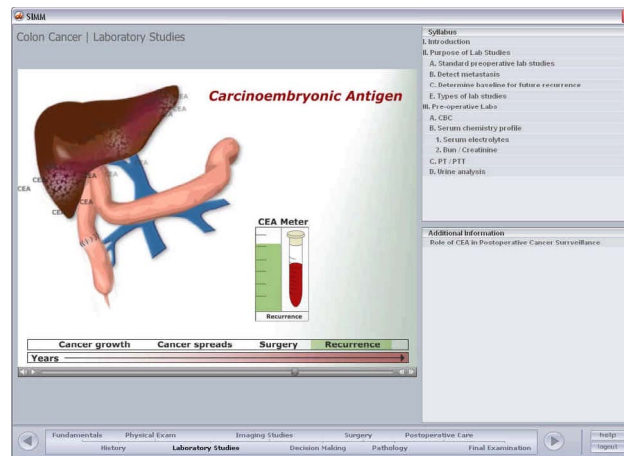 SIMM
Colon Cancer | Laboratory Studies
Carcinoembryonic Antigen
CEA
CEA
CEA
CEA
CEA
CEA
CEA
CEA
CEA Meter
Recurrence
Cancer growth Cancer spreads Surgery Recurrence
Years
Syllabus
I. Introduction
II. Purpose of Lab Studies
A. Standard preoperative lab studies
B. Detect metastasis
C. Determine baseline for future recurrence
E. Types of lab studies
III. Pre-operative Labs
A. CBC
B. Serum chemistry profile
1. Serum electrolytes
2. Bun / Creatinine
C. PT / PTT
D. Urine analysis
Additional Information
Role of CEA in Postoperative Cancer Surrveillance
Fundamentals Physical Exam Imaging Studies Surgery Postoperative Care
History Laboratory Studies Decision Making Pathology Final Examination
help
logout